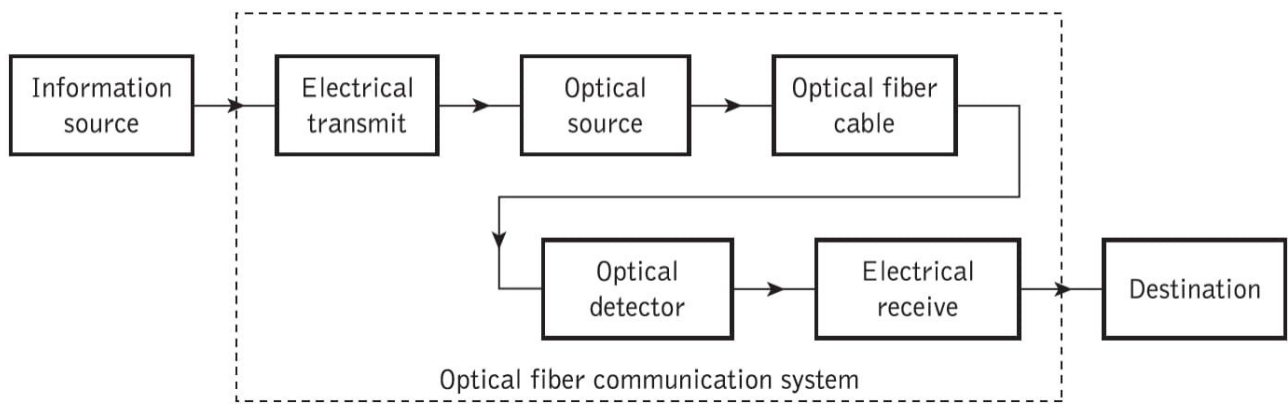 Information
source
Electrical
transmit
Optical
source
Optical fiber
cable
Optical
detector
Electrical
receive
Destination
Optical fiber communication system